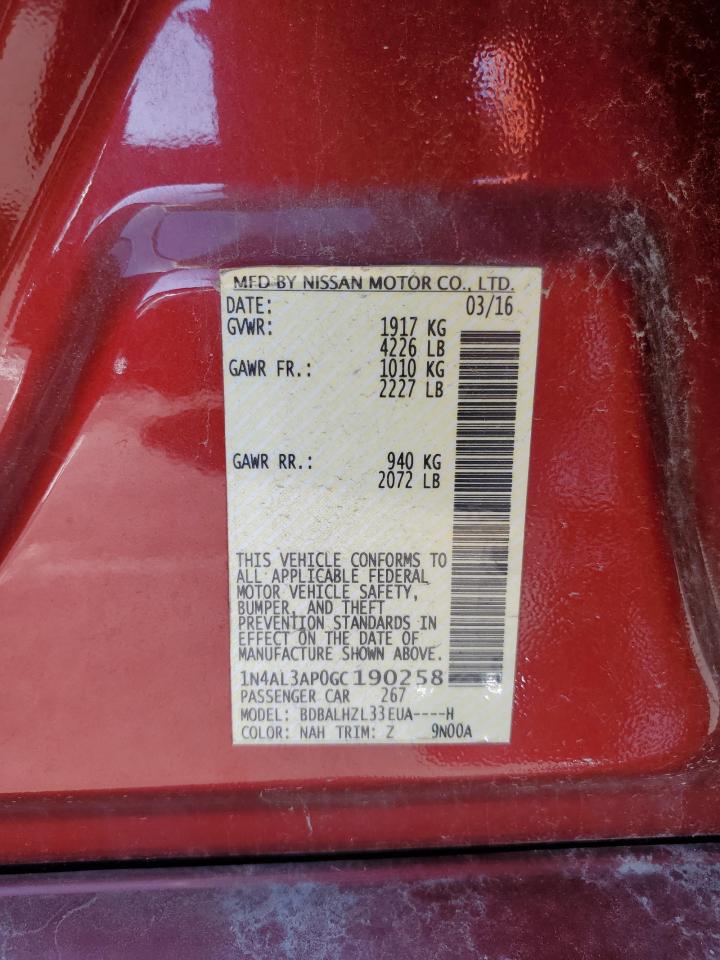 MFD BY NISSAN MOTOR CO., LTD.
DATE: 03/16
GVWR: 1917 KG
4226 LB
GAWR FR.: 1010 KG
2227 LB
GAWR RR.: 940 KG
2072 LB
THIS VEHICLE CONFORMS TO
ALL APPLICABLE FEDERAL
MOTOR VEHICLE SAFETY,
BUMPER, AND THEFT
PREVENTION STANDARDS IN
EFFECT ON THE DATE OF
MANUFACTURE SHOWN ABOVE.
1N4AL3AP0GC190258
PASSENGER CAR 267
MODEL: BDBALHZL33EUA----H
COLOR: NAH TRIM: Z 9N00A